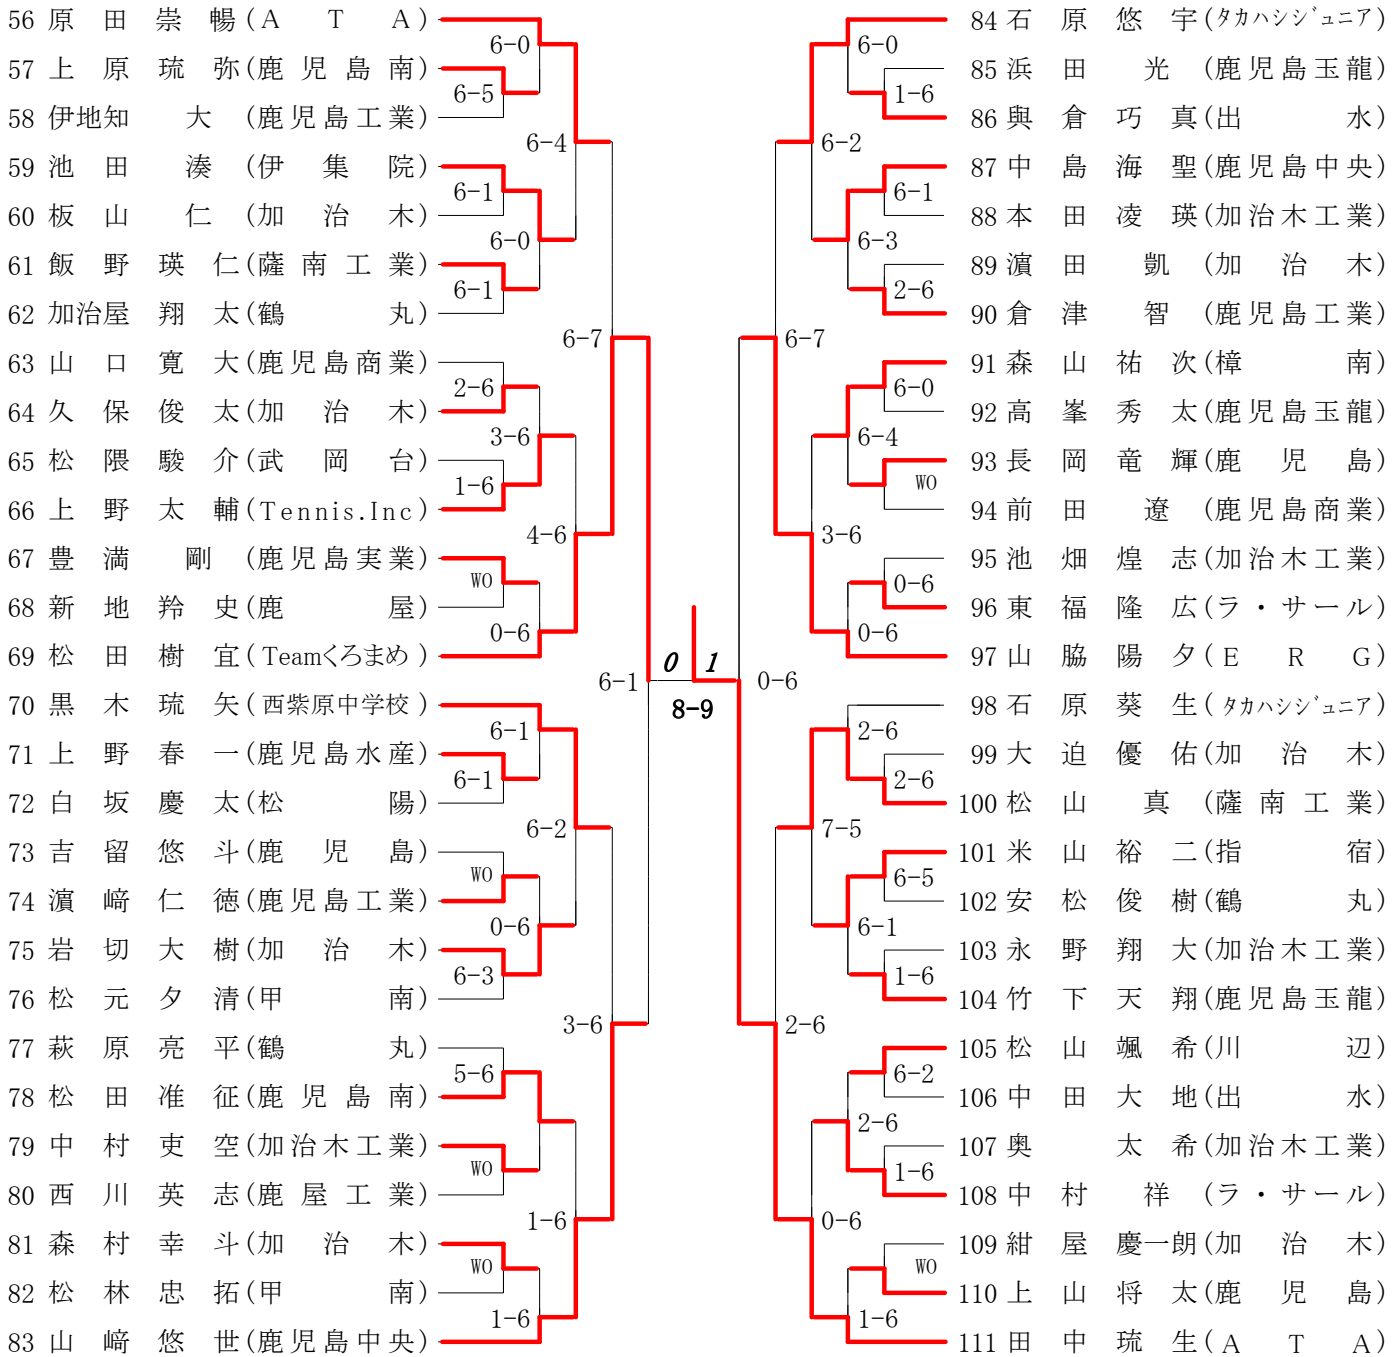 56 原田崇暢(ATA)
57 上原琉弥(鹿児島南)
58 伊地知大(鹿児島工業)
59 池田湊(伊集院)
60 板山仁(加治木)
61 飯野瑛仁(薩南工業)
62 加治屋翔太(鶴丸)
63 山口寛大(鹿児島商業)
64 久保俊太(加治木)
65 松隈駿介(武岡台)
66 上野太輔(Tennis.Inc)
67 豊満剛(鹿児島実業)
68 新地羚史(鹿屋)
69 松田樹宜(Teamくろまめ)
70 黒木琉矢(西紫原中学校)
71 上野春一(鹿児島水産)
72 白坂慶太(松陽)
73 吉留悠斗(鹿児島)
74 濵﨑仁徳(鹿児島工業)
75 岩切大樹(加治木)
76 松元夕清(甲南)
77 萩原亮平(鶴丸)
78 松田准征(鹿児島南)
79 中村吏空(加治木工業)
80 西川英志(鹿屋工業)
81 森村幸斗(加治木)
82 松林忠拓(甲南)
83 山﨑悠世(鹿児島中央)
6-0
6-5
6-4
6-1
6-0
6-1
6-7
2-6
3-6
1-6
4-6
WO
0-6
6-1
6-1
6-1
6-2
WO
0-6
6-3
3-6
5-6
WO
1-6
WO
1-6
0 1
8-9
84 石原悠宇(タカハシジュニア)
85 浜田光(鹿児島玉龍)
86 與倉巧真(出水)
87 中島海聖(鹿児島中央)
88 本田凌瑛(加治木工業)
89 濵田凱(加治木)
90 倉津智(鹿児島工業)
91 森山祐次(樟南)
92 高峯秀太(鹿児島玉龍)
93 長岡竜輝(鹿児島)
94 前田遼(鹿児島商業)
95 池畑煌志(加治木工業)
96 東福隆広(ラ・サール)
97 山脇陽夕(ERG)
98 石原葵生(タカハシジュニア)
99 大迫優佑(加治木)
100 松山真(薩南工業)
101 米山裕二(指宿)
102 安松俊樹(鶴丸)
103 永野翔大(加治木工業)
104 竹下天翔(鹿児島玉龍)
105 松山颯希(川辺)
106 中田大地(出水)
107 奥太希(加治木工業)
108 中村祥(ラ・サール)
109 紺屋慶一朗(加治木)
110 上山将太(鹿児島)
111 田中琉生(ATA)
6-0
1-6
6-2
6-1
6-3
2-6
6-7
6-0
6-4
WO
3-6
0-6
0-6
0-6
2-6
2-6
7-5
6-5
6-1
1-6
2-6
6-2
2-6
1-6
0-6
WO
1-6